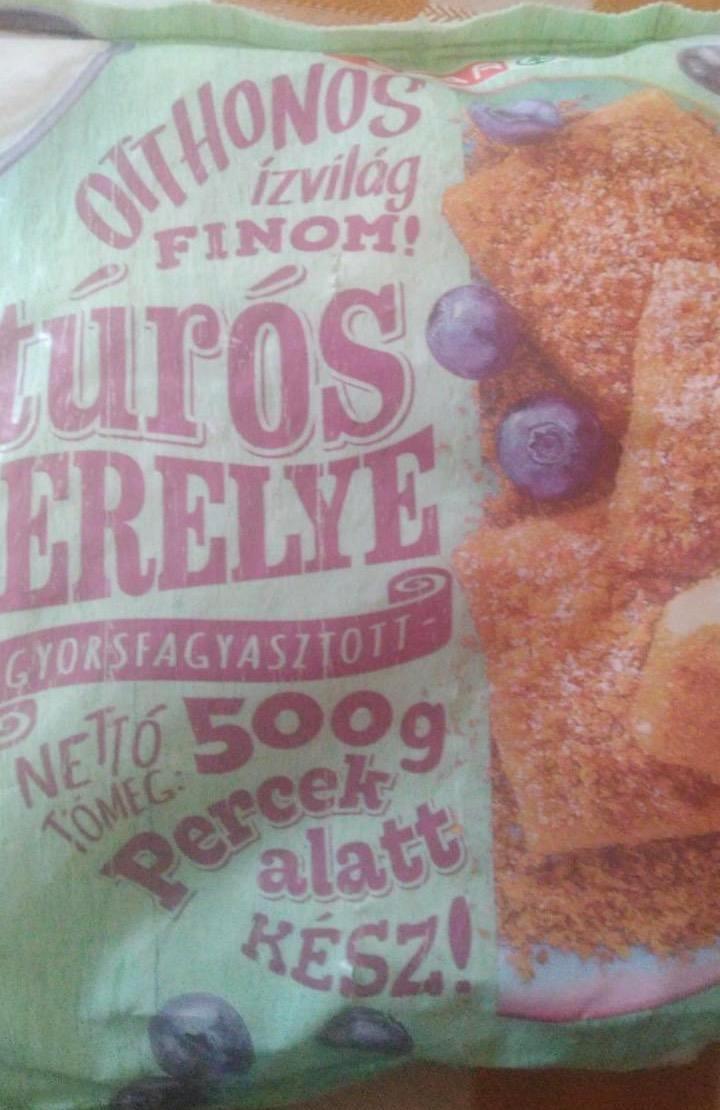 OTTHONOS
ízvilág
FINOM!
túrós
ERELYE
GYORSFAGYASZTOTT-
NETTÓ
TÖMEG:
500g
Percek
alatt
KÉSZ!